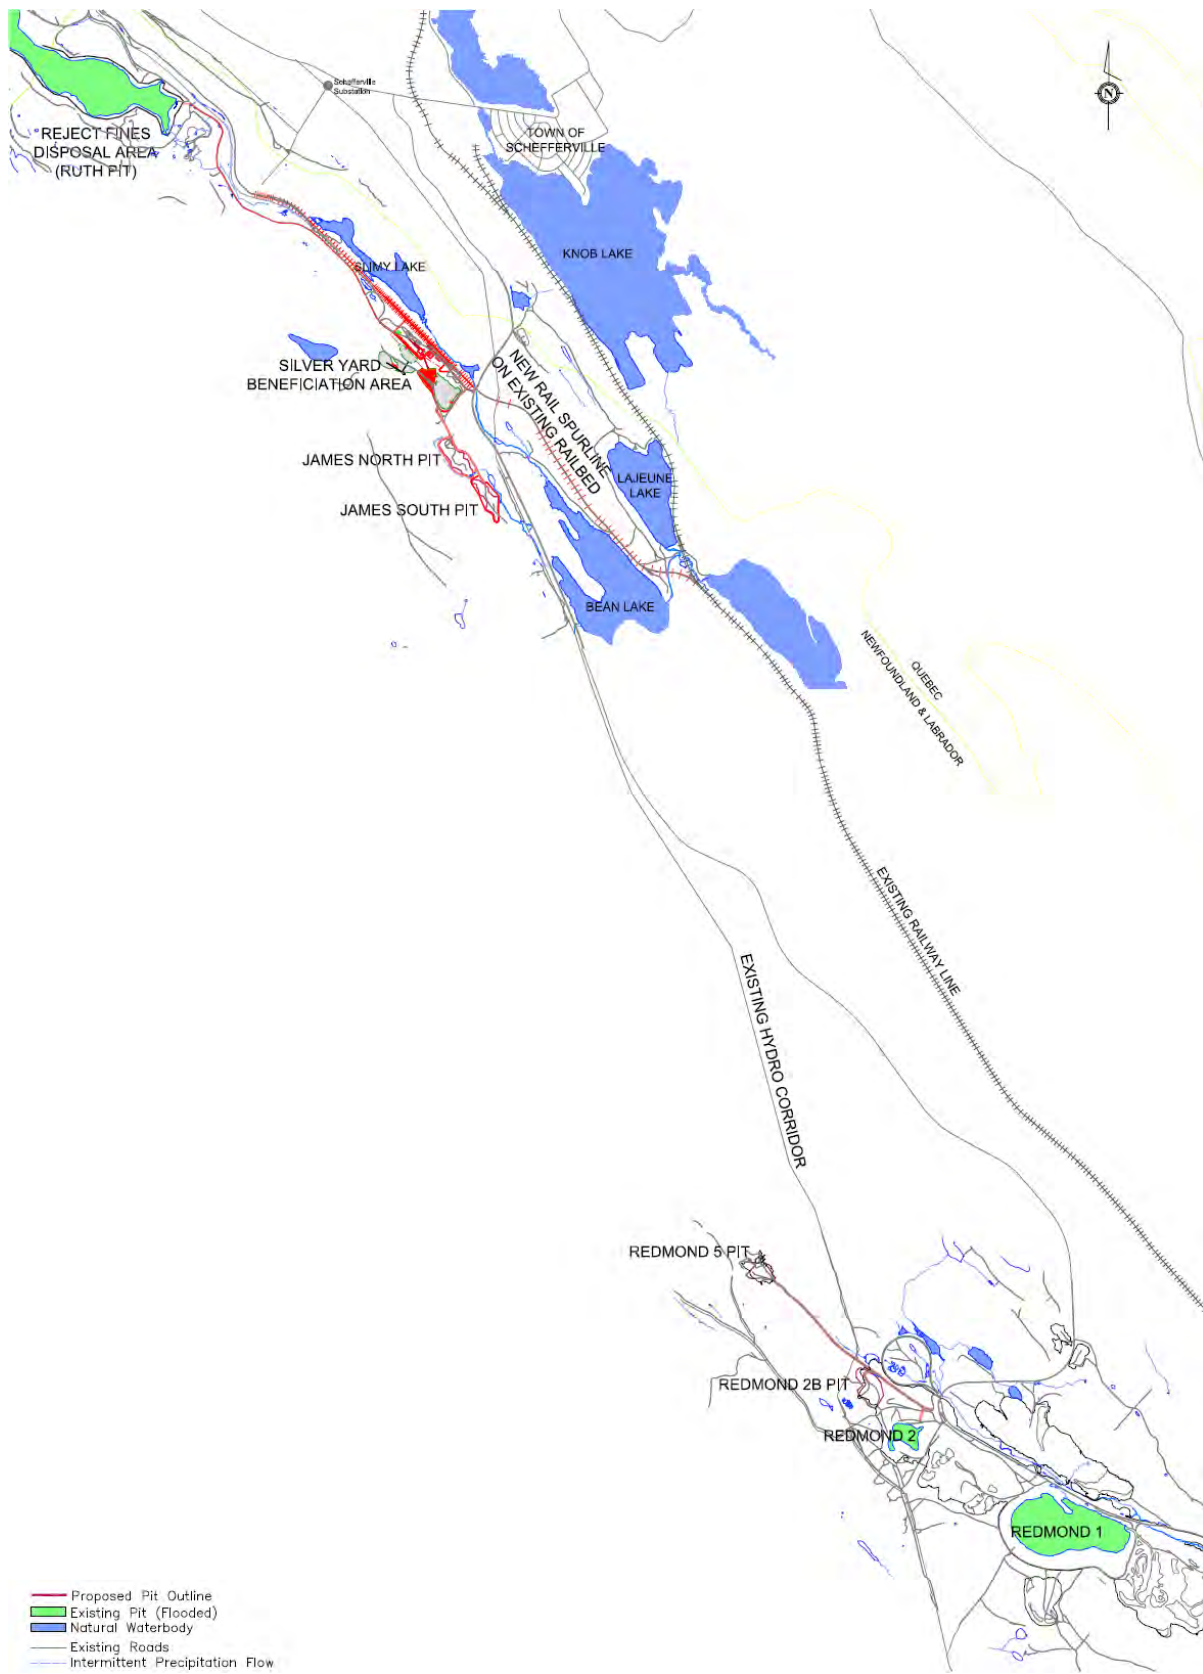 Schefferville
Substation
N
TOWN OF
SCHEFFERVILLE
REJECT FINES
DISPOSAL AREA
(RUTH PIT)
KNOB LAKE
SLIMY LAKE
SILVER YARD
BENEFICIATION AREA
NEW RAIL SPURLINE
ON EXISTING RAILBED
JAMES NORTH PIT
LAJEUNE
LAKE
JAMES SOUTH PIT
BEAN LAKE
QUEBEC
NEWFOUNDLAND & LABRADOR
EXISTING RAILWAY LINE
EXISTING HYDRO CORRIDOR
REDMOND 5 PIT
REDMOND 2B PIT
REDMOND 2
REDMOND 1
Proposed Pit Outline
Existing Pit (Flooded)
Natural Waterbody
Existing Roads
Intermittent Precipitation Flow